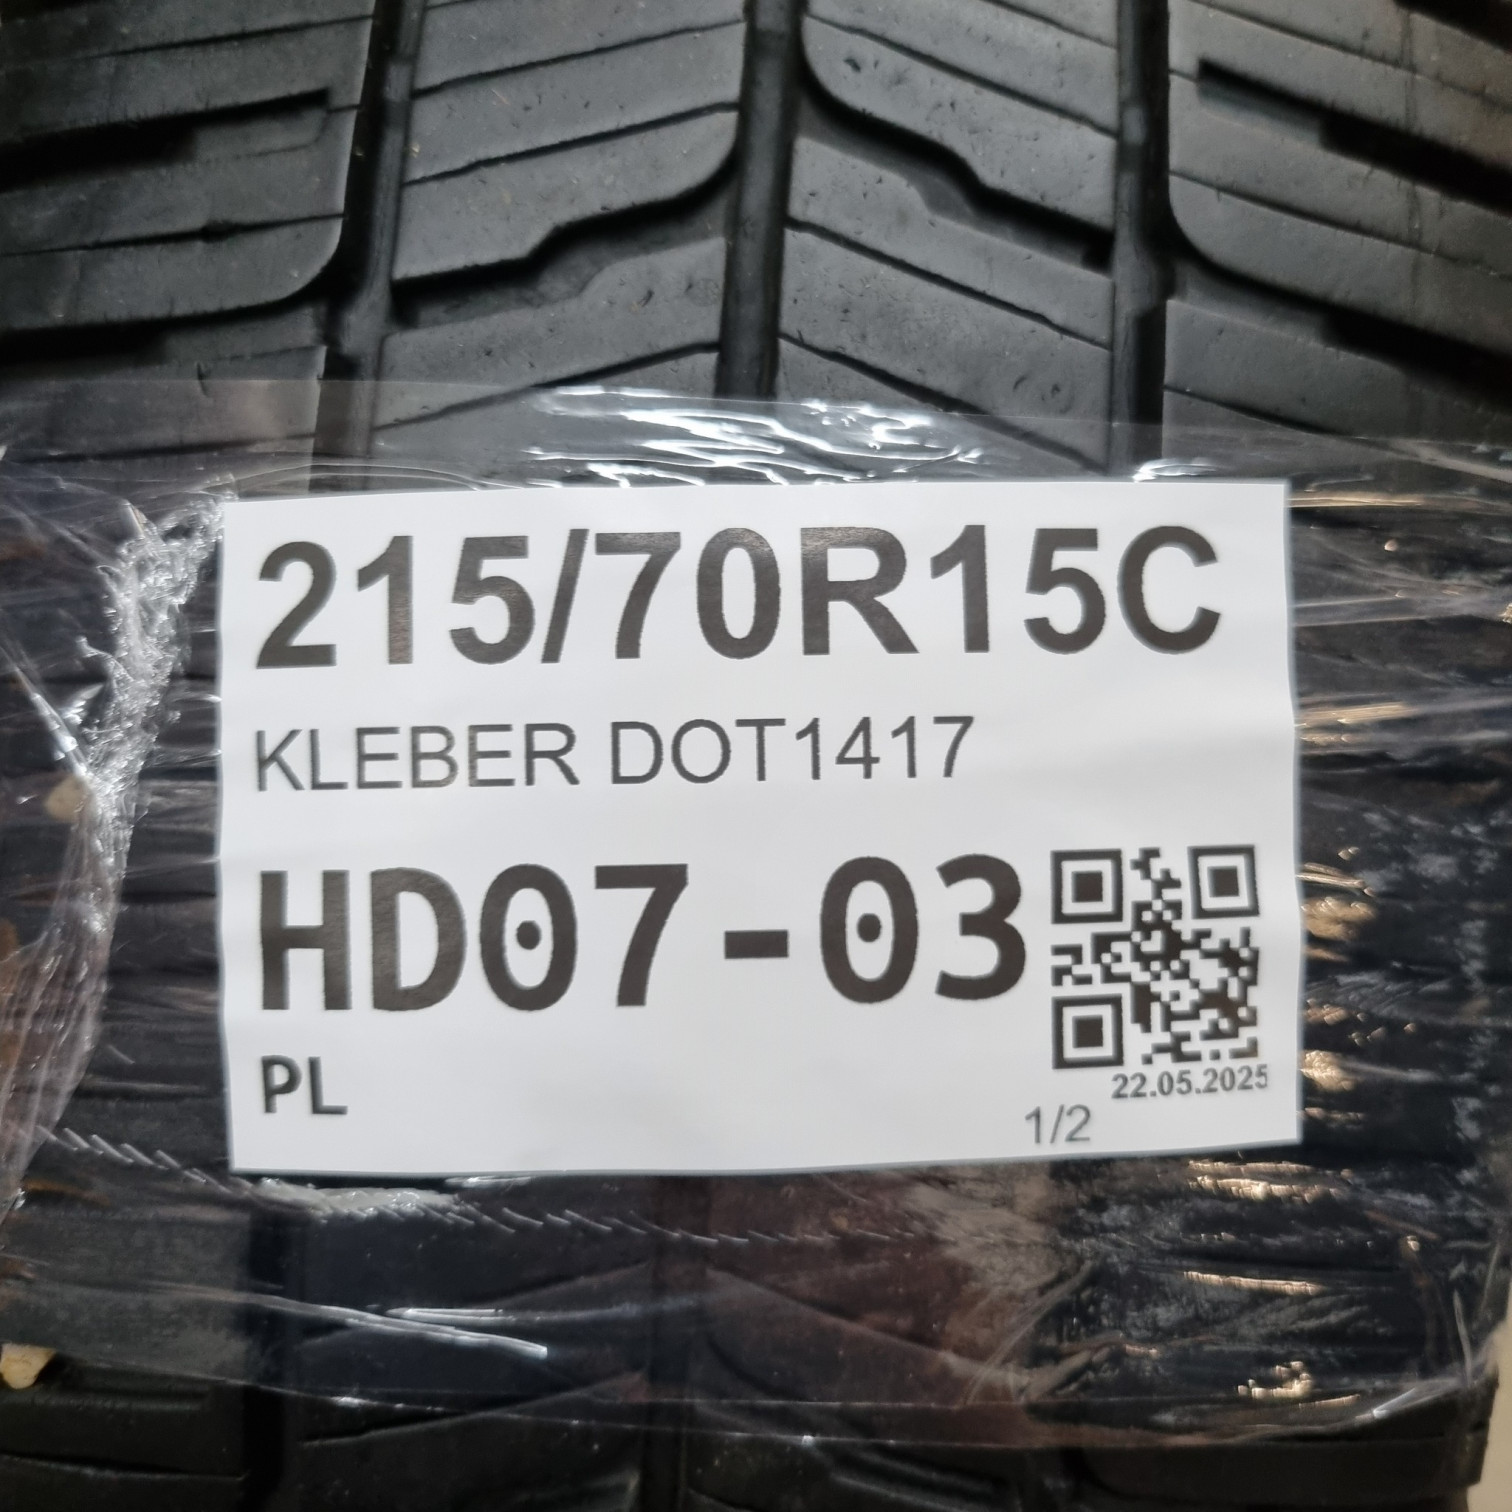 215/70R15C
KLEBER DOT1417
HD07-03
PL
22.05.2025
1/2